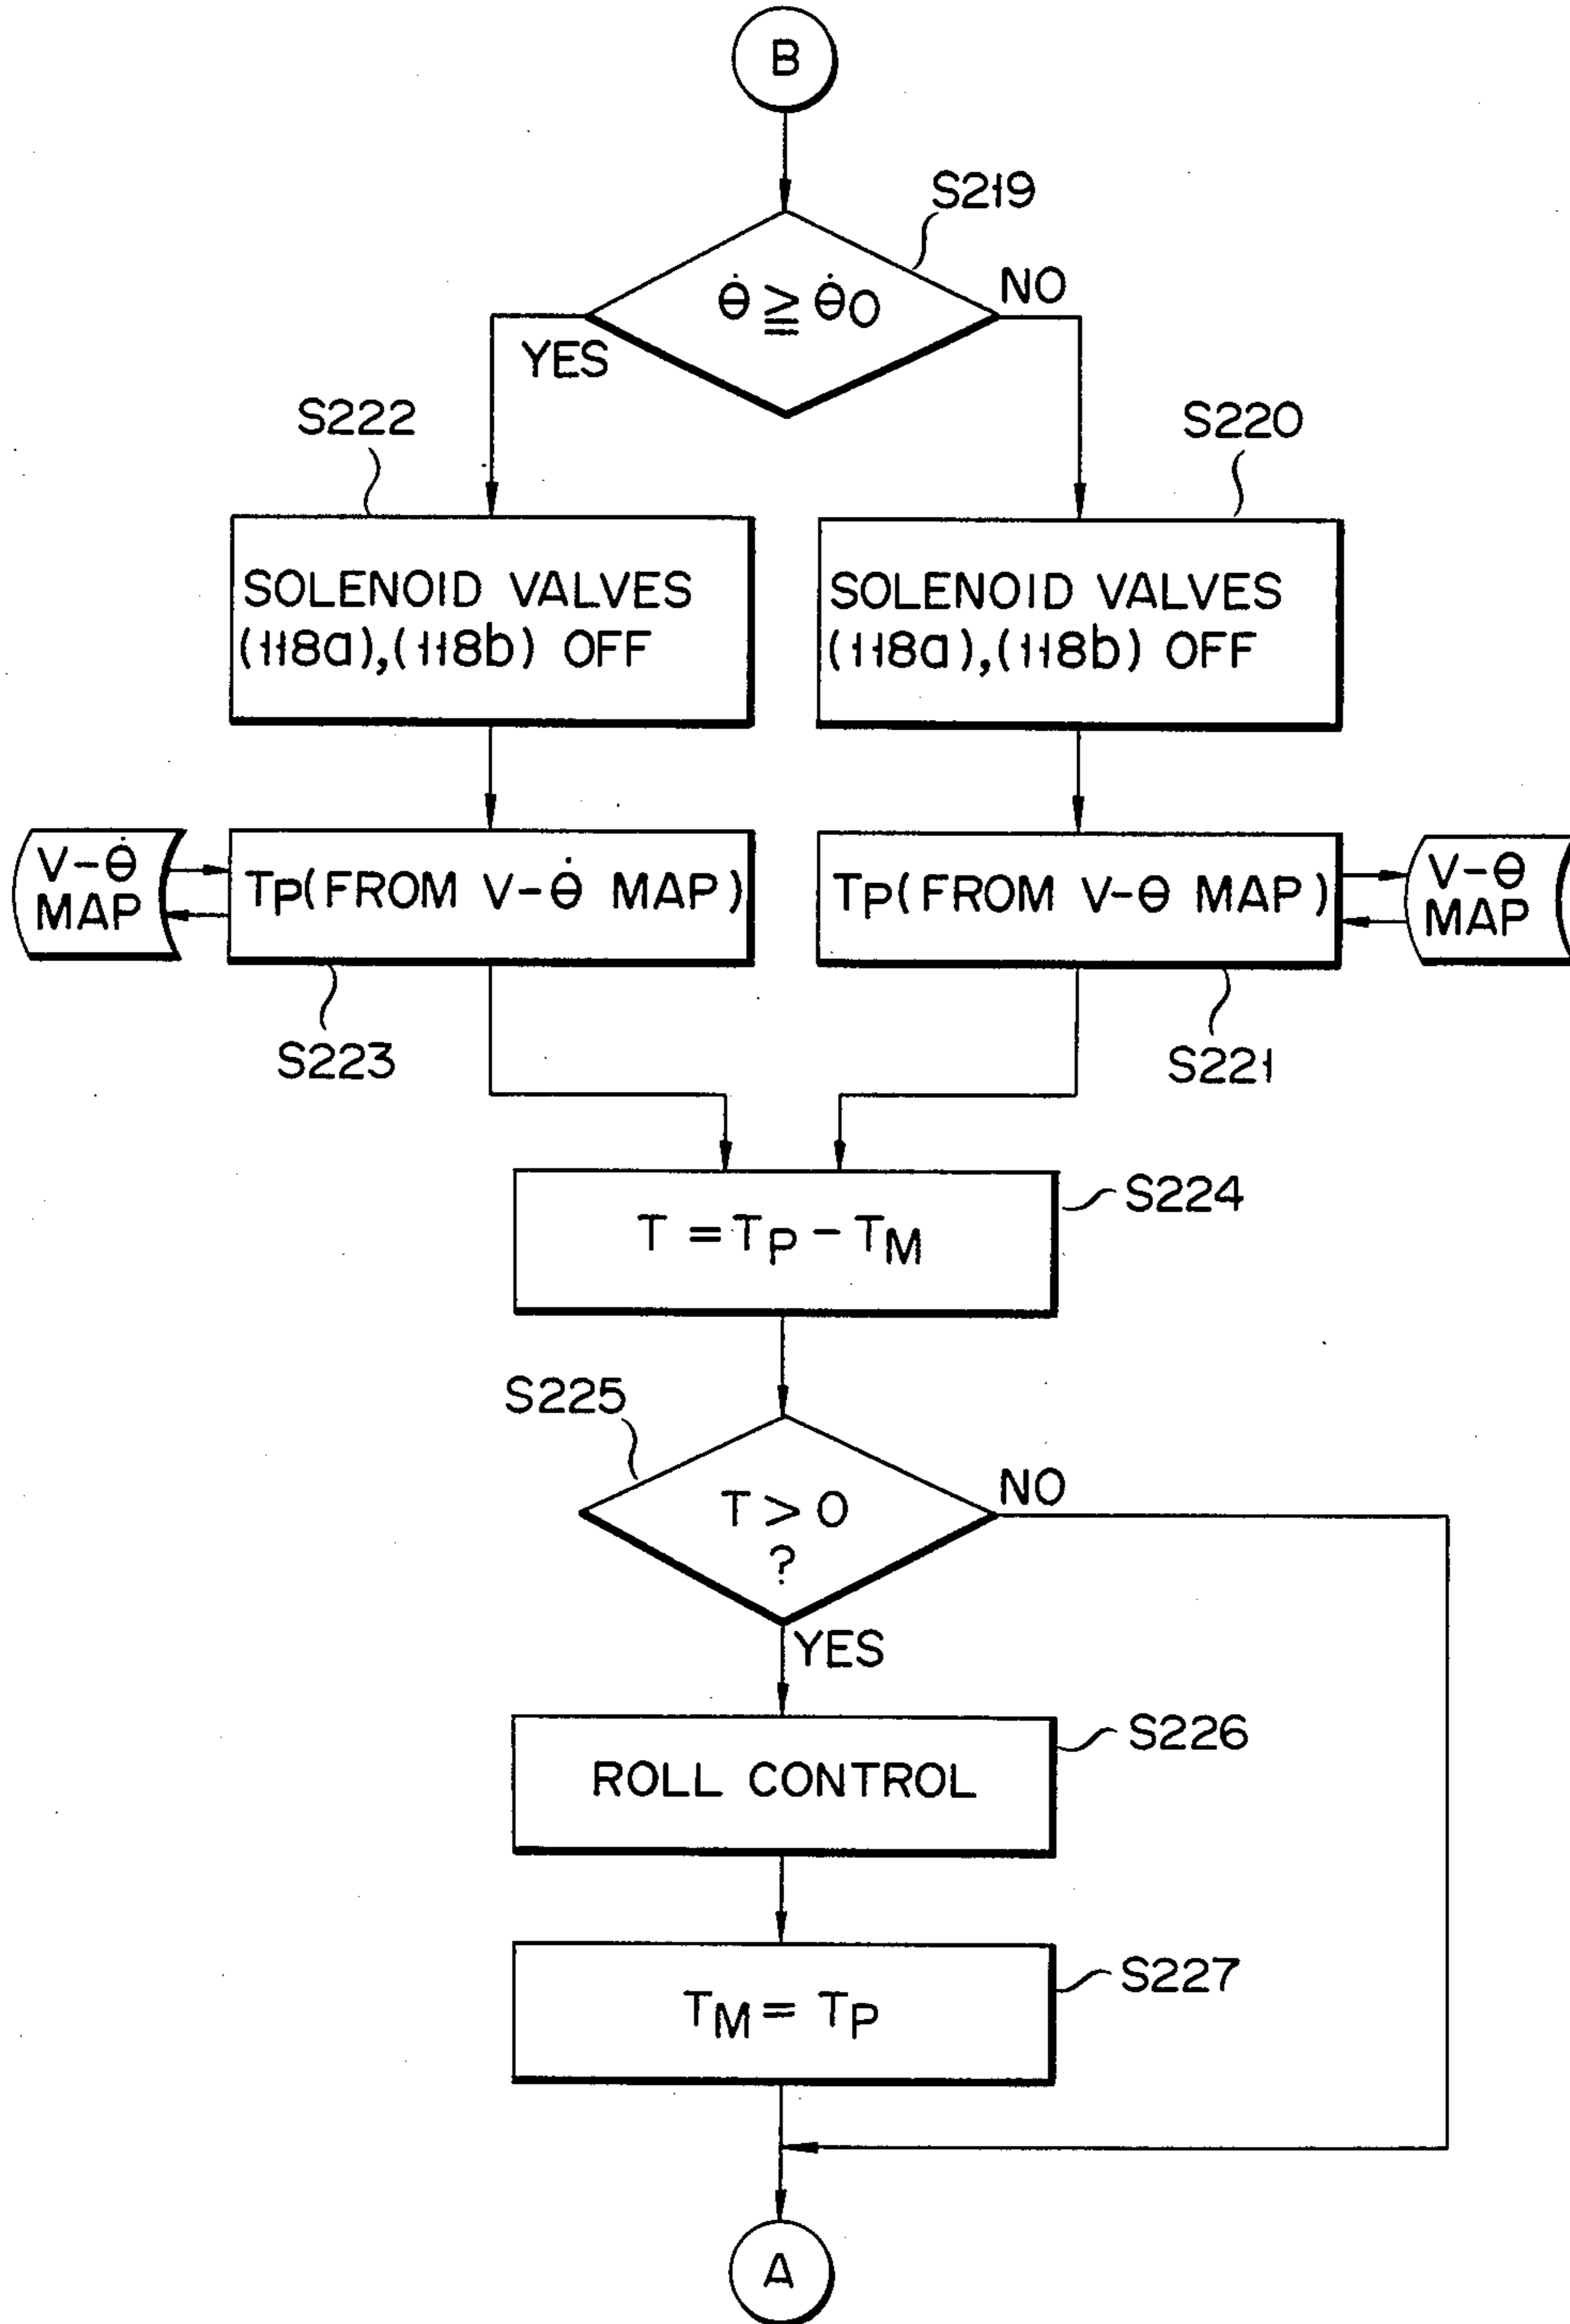 B
S219
θ̇ ≧ θ̇0
NO
YES
S222
S220
SOLENOID VALVES
(118a),(118b) OFF
SOLENOID VALVES
(118a),(118b) OFF
V-θ̇
MAP
TP(FROM V-θ̇ MAP)
TP(FROM V-θ MAP)
V-θ
MAP
S223
S221
S224
T = TP - TM
S225
T > 0
?
NO
YES
S226
ROLL CONTROL
S227
TM = TP
A